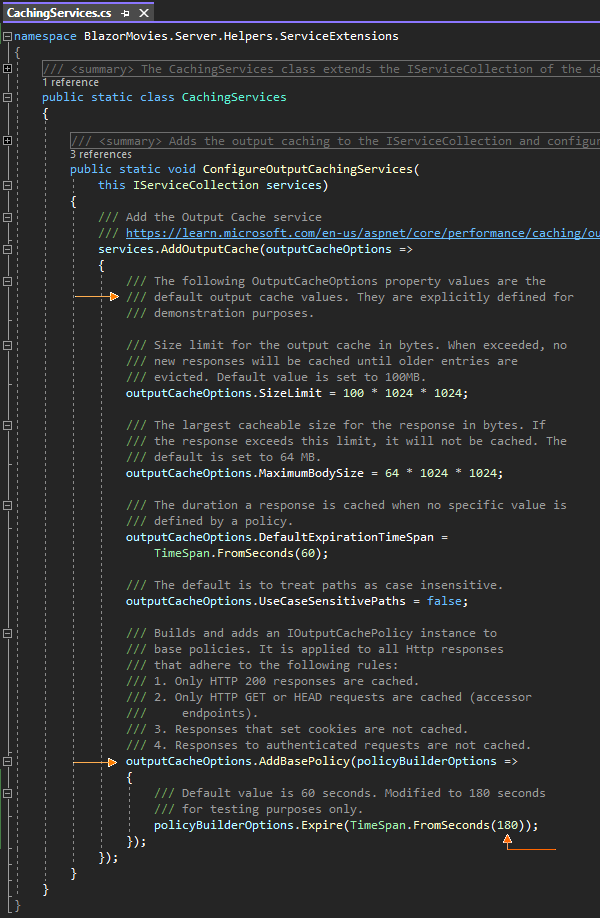 CachingServices.cs
namespace BlazorMovies.Server.Helpers.ServiceExtensions
{
/// <summary> The CachingServices class extends the IServiceCollection of the de
1 reference
public static class CachingServices
{
/// <summary> Adds the output caching to the IServiceCollection and configur
3 references
public static void ConfigureOutputCachingServices(
this IServiceCollection services)
{
/// Add the Output Cache service
/// https://learn.microsoft.com/en-us/aspnet/core/performance/caching/ou
services.AddOutputCache(outputCacheOptions =>
{
/// The following OutputCacheOptions property values are the
/// default output cache values. They are explicitly defined for
/// demonstration purposes.
/// Size limit for the output cache in bytes. When exceeded, no
/// new responses will be cached until older entries are
/// evicted. Default value is set to 100MB.
outputCacheOptions.SizeLimit = 100 * 1024 * 1024;
/// The largest cacheable size for the response in bytes. If
/// the response exceeds this limit, it will not be cached. The
/// default is set to 64 MB.
outputCacheOptions.MaximumBodySize = 64 * 1024 * 1024;
/// The duration a response is cached when no specific value is
/// defined by a policy.
outputCacheOptions.DefaultExpirationTimeSpan =
TimeSpan.FromSeconds(60);
/// The default is to treat paths as case insensitive.
outputCacheOptions.UseCaseSensitivePaths = false;
/// Builds and adds an IOutputCachePolicy instance to
/// base policies. It is applied to all Http responses
/// that adhere to the following rules:
/// 1. Only HTTP 200 responses are cached.
/// 2. Only HTTP GET or HEAD requests are cached (accessor
/// endpoints).
/// 3. Responses that set cookies are not cached.
/// 4. Responses to authenticated requests are not cached.
outputCacheOptions.AddBasePolicy(policyBuilderOptions =>
{
/// Default value is 60 seconds. Modified to 180 seconds
/// for testing purposes only.
policyBuilderOptions.Expire(TimeSpan.FromSeconds(180));
});
});
}
}
}